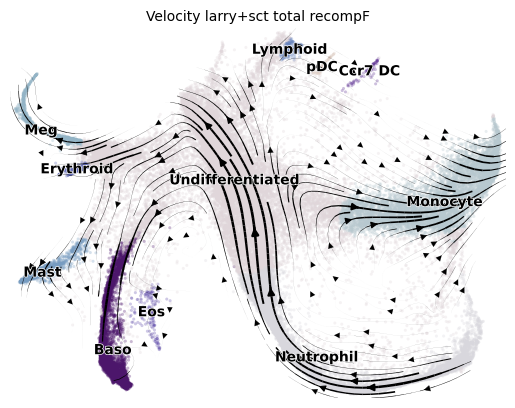 Velocity larry+sct total recompF
Lymphoid
pDC
Ccr7 DC
Meg
Erythroid
Undifferentiated
Monocyte
Mast
Eos
Baso
Neutrophil